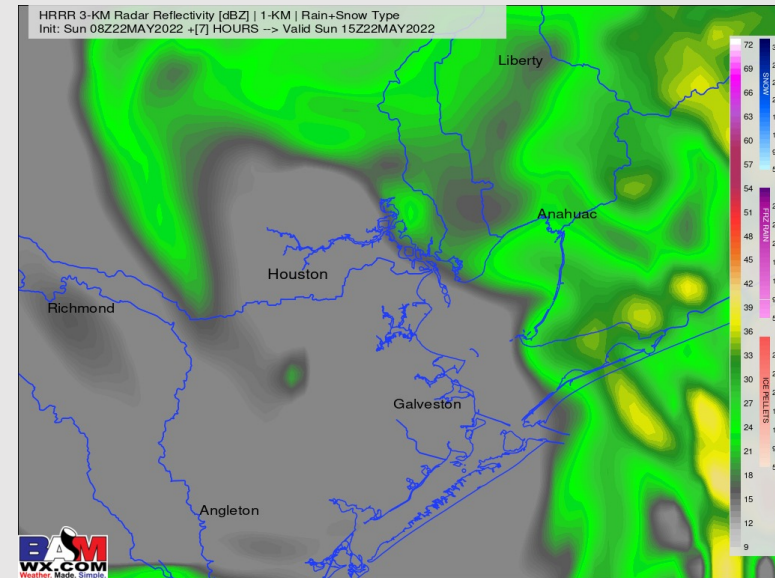 HRRR 3-KM Radar Reflectivity [dBZ] | 1-KM | Rain+Snow Type
Init: Sun 08Z22MAY2022 +[7] HOURS --> Valid Sun 15Z22MAY2022
Liberty
Anahuac
Houston
Richmond
Galveston
Angleton
72
69
66
63
60
57
54
51
48
45
42
39
36
33
30
27
24
21
18
15
12
9
SNOW
FRZ RAIN
ICE PELLETS
BAM
WX.COM
Weather. Made. Simple.